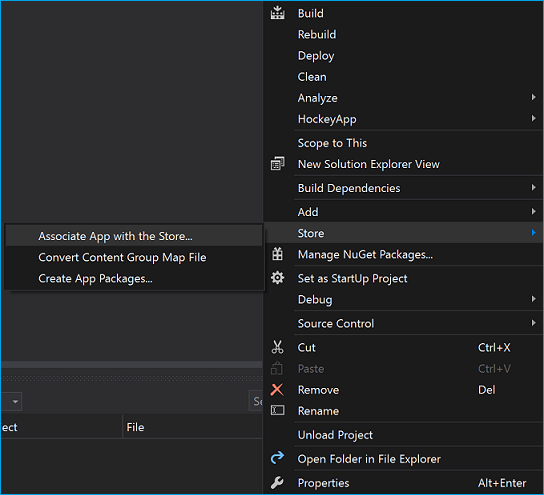 Build
Rebuild
Deploy
Clean
Analyze
HockeyApp
Scope to This
New Solution Explorer View
Build Dependencies
Add
Store
Associate App with the Store...
Convert Content Group Map File
Create App Packages...
Manage NuGet Packages...
Set as StartUp Project
Debug
Source Control
Cut Ctrl+X
Paste Ctrl+V
Remove Del
Rename
Unload Project
Open Folder in File Explorer
Properties Alt+Enter
Se
ect File